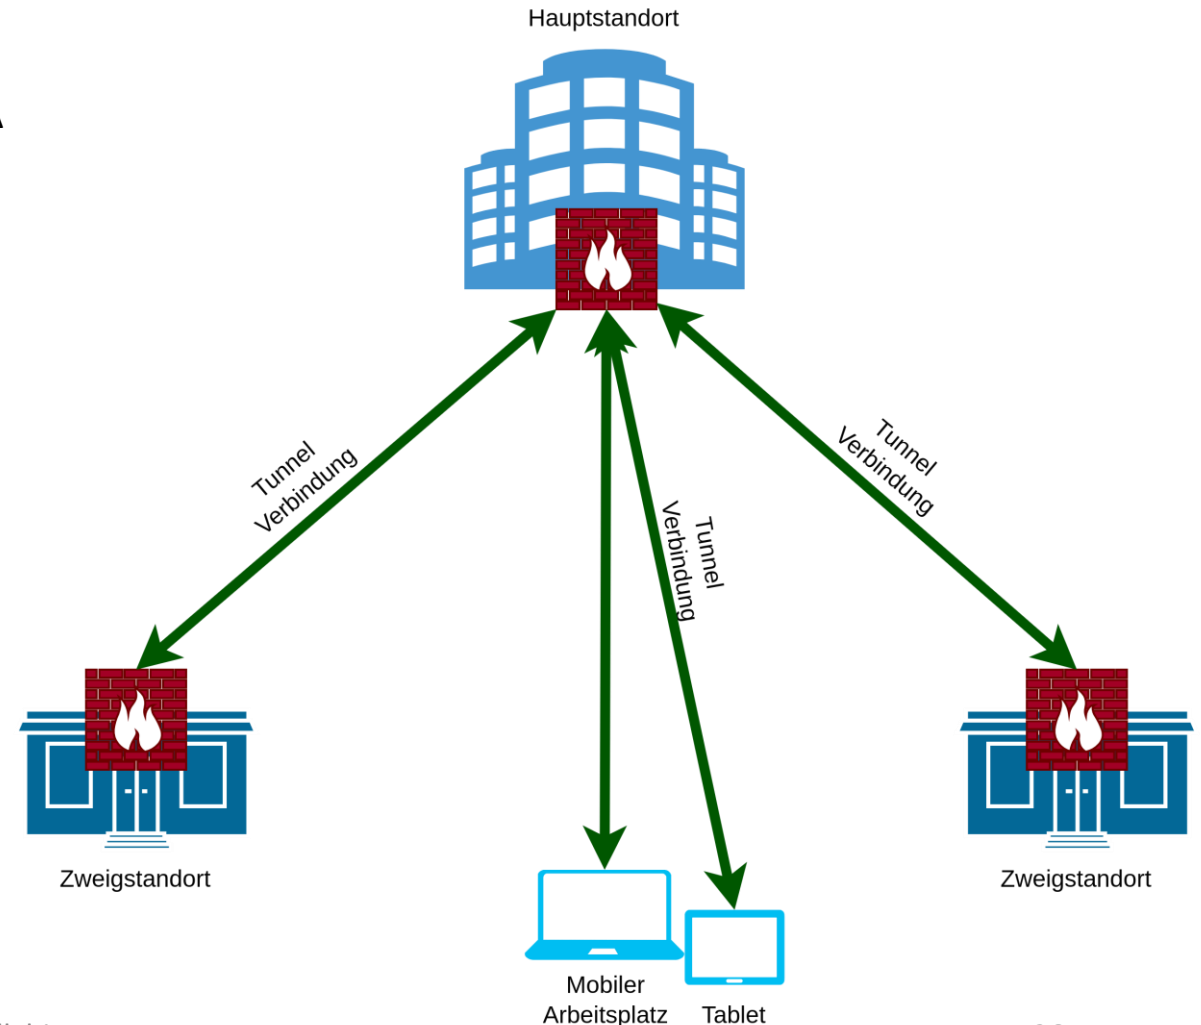 Hauptstandort
Tunnel
Verbindung
Tunnel
Verbindung
Tunnel
Verbindung
Zweigstandort
Zweigstandort
Mobiler
Arbeitsplatz
Tablet